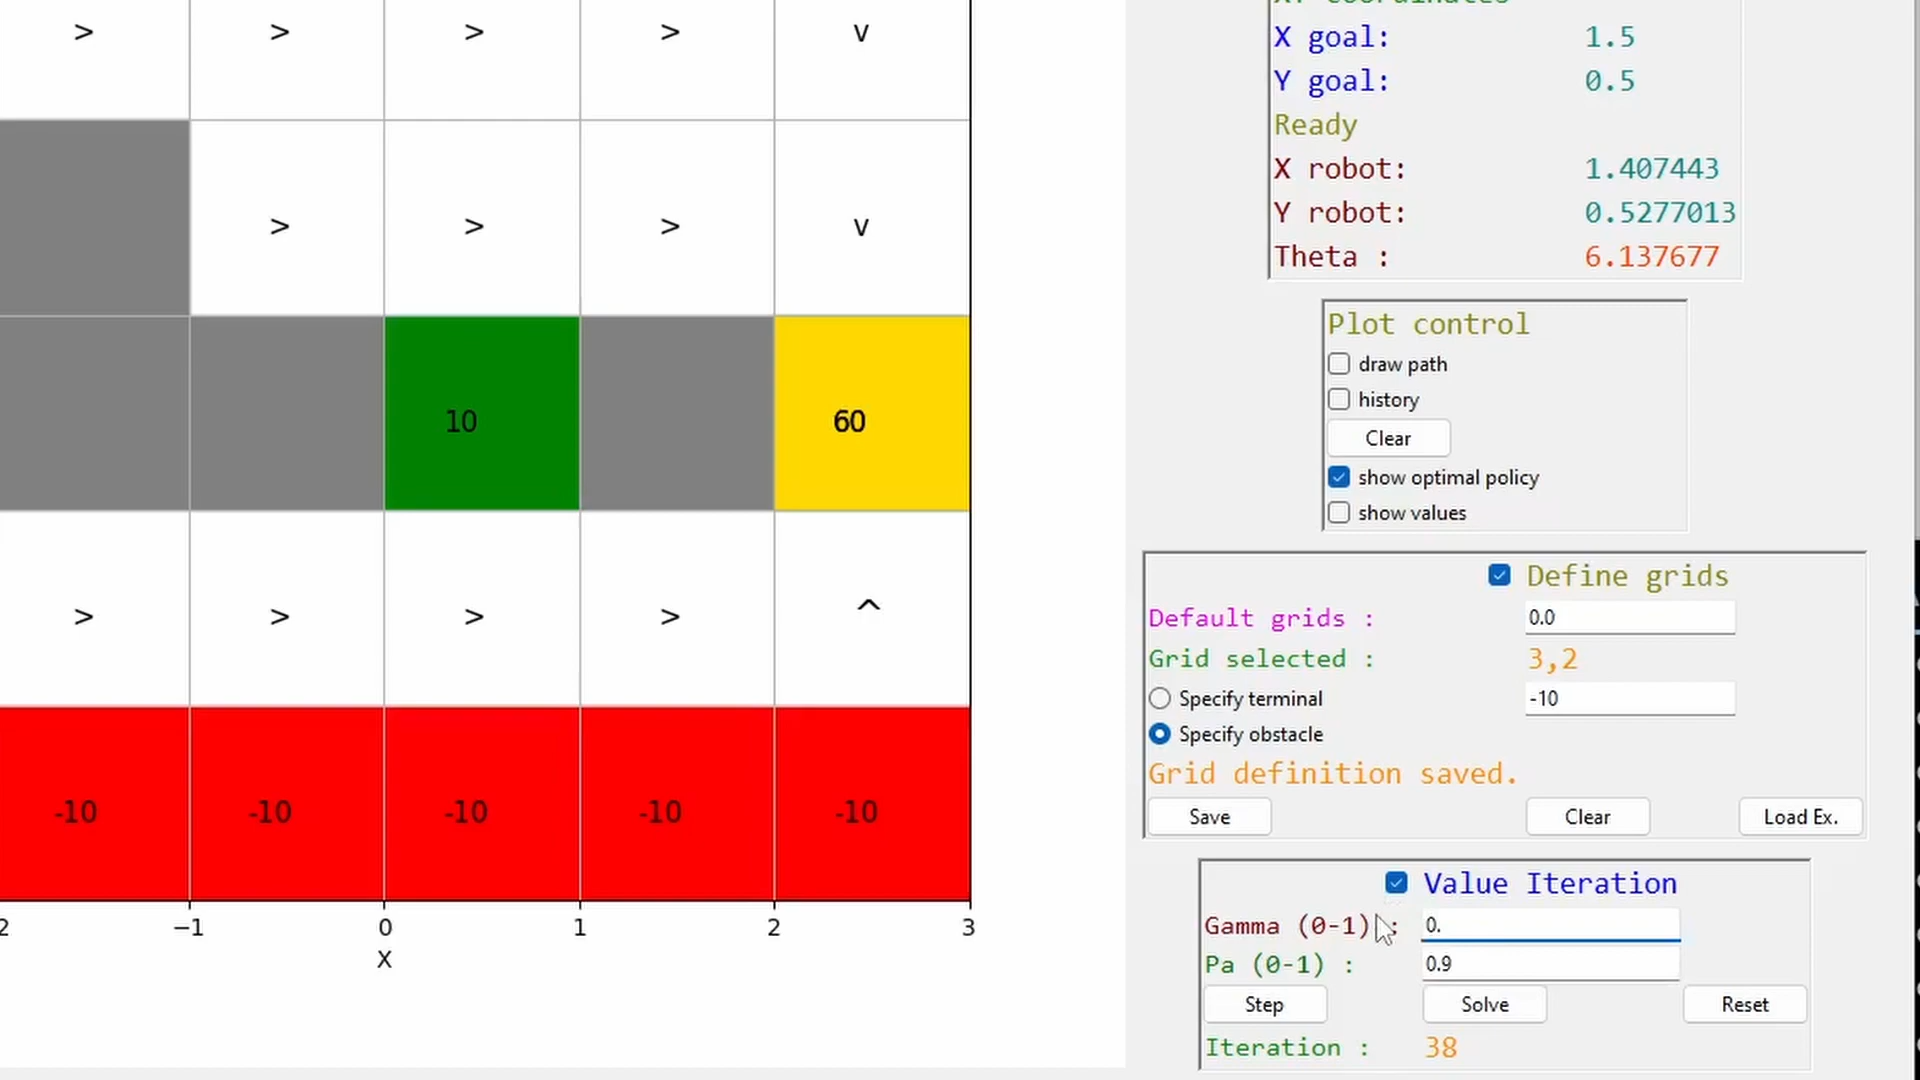 > > > > v
> > > v
10 60
> > > > ^
-10 -10 -10 -10 -10
2 −1 0 1 2 3
X
XY coordinates
X goal: 1.5
Y goal: 0.5
Ready
X robot: 1.407443
Y robot: 0.5277013
Theta : 6.137677
Plot control
draw path
history
Clear
show optimal policy
show values
Define grids
Default grids : 0.0
Grid selected : 3,2
Specify terminal -10
Specify obstacle
Grid definition saved.
Save Clear Load Ex.
Value Iteration
Gamma (0-1) : 0.
Pa (0-1) : 0.9
Step Solve Reset
Iteration : 38